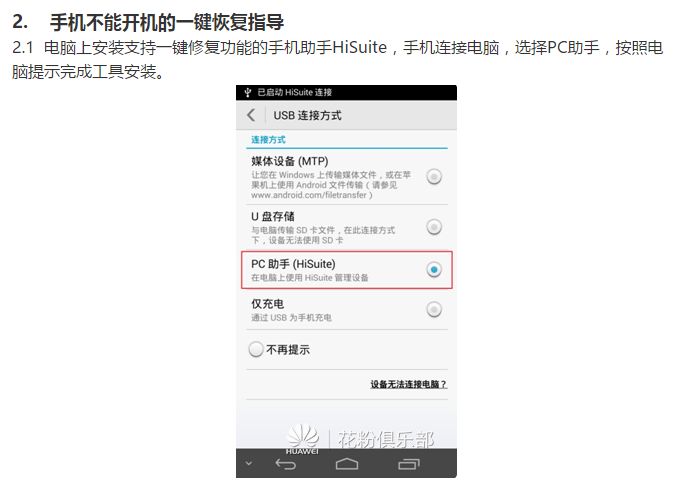 2. 手机不能开机的一键恢复指导
2.1 电脑上安装支持一键修复功能的手机助手HiSuite，手机连接电脑，选择PC助手，按照电
脑提示完成工具安装。
已启动 HiSuite 连接
USB 连接方式
连接方式
媒体设备 (MTP)
让您在 Windows 上传输媒体文件，或在苹
果机上使用 Android 文件传输（请参见
www.android.com/filetransfer）
U 盘存储
与电脑传输 SD 卡文件，在此连接方式
下，设备无法使用 SD 卡
PC 助手 (HiSuite)
在电脑上使用 HiSuite 管理设备
仅充电
通过 USB 为手机充电
不再提示
设备无法连接电脑？
HUAWEI
花粉俱乐部